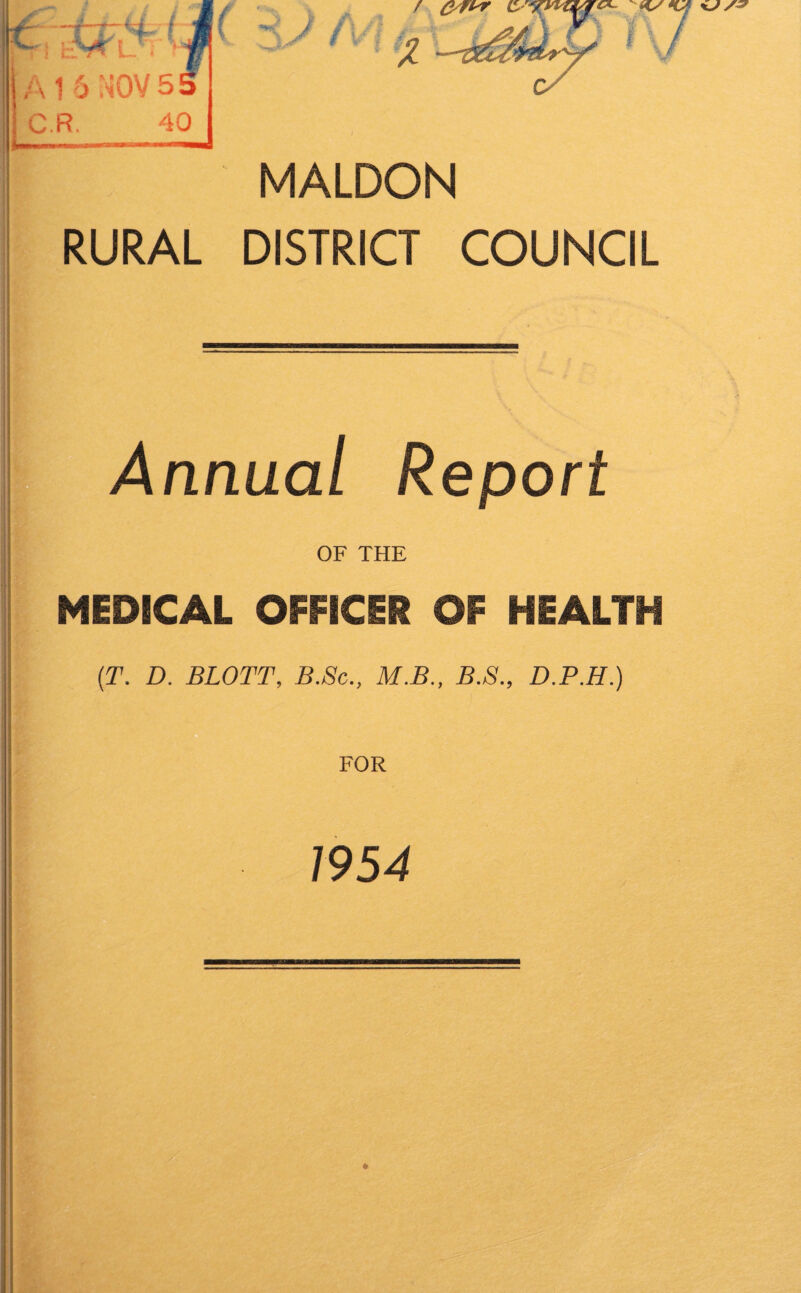 HEALTH
A 16 NOV 55
C.R. 40
MALDON
RURAL DISTRICT COUNCIL
Annual Report
OF THE
MEDICAL OFFICER OF HEALTH
(T. D. BLOTT, B.Sc., M.B., B.S., D.P.H.)
FOR
1954